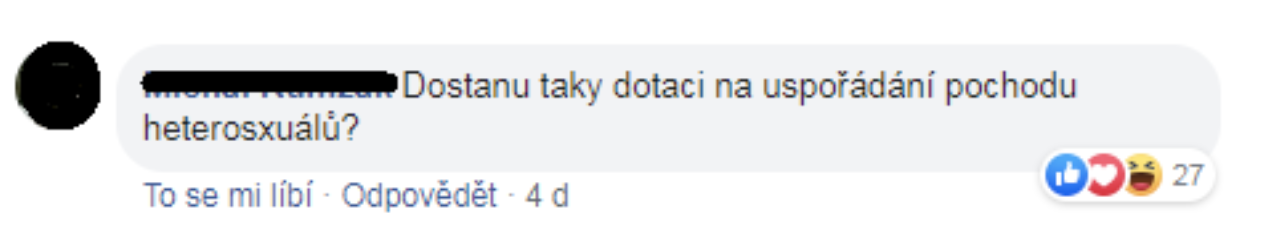 Dostanu taky dotaci na uspořádání pochodu
heterosxuálů?
To se mi líbí · Odpovědět · 4 d
27